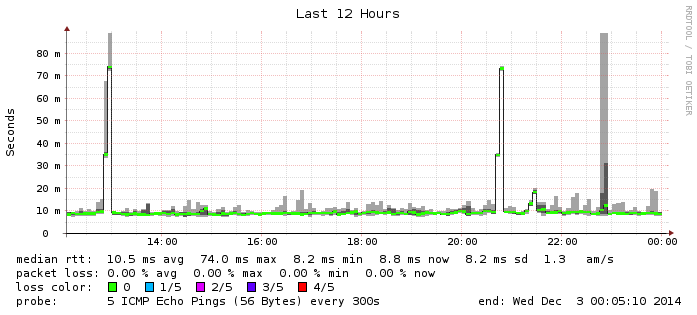 Last 12 Hours
RRDTOOL / TOBI OETIKER
Seconds
80 m
70 m
60 m
50 m
40 m
30 m
20 m
10 m
0
14:00 16:00 18:00 20:00 22:00 00:00
median rtt: 10.5 ms avg 74.0 ms max 8.2 ms min 8.8 ms now 8.2 ms sd 1.3 am/s
packet loss: 0.00 % avg 0.00 % max 0.00 % min 0.00 % now
loss color: 0 1/5 2/5 3/5 4/5
probe: 5 ICMP Echo Pings (56 Bytes) every 300s end: Wed Dec 3 00:05:10 2014